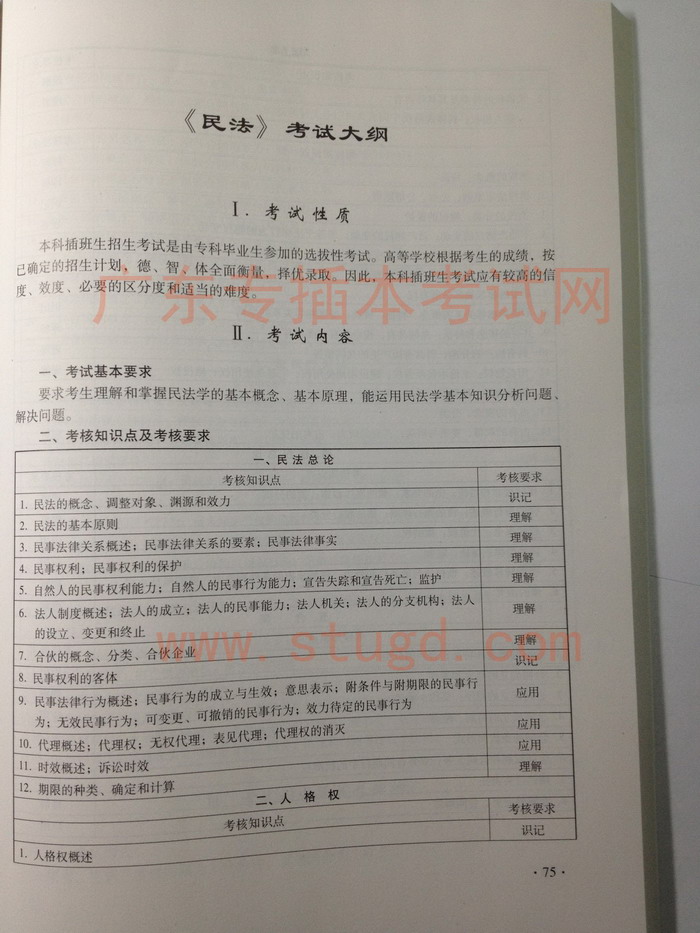 《民法》考试大纲
Ⅰ. 考试性质
本科插班生招生考试是由专科毕业生参加的选拔性考试。高等学校根据考生的成绩，按
已确定的招生计划、德、智、体全面衡量，择优录取。因此，本科插班生考试应有较高的信
度、效度、必要的区分度和适当的难度。
广东专插本考试网
Ⅱ. 考试内容
一、考试基本要求
要求考生理解和掌握民法学的基本概念、基本原理，能运用民法学基本知识分析问题、
解决问题。
二、考核知识点及考核要求
一、民法总论
考核知识点 考核要求
1. 民法的概念、调整对象、渊源和效力 识记
2. 民法的基本原则 理解
3. 民事法律关系概述；民事法律关系的要素；民事法律事实 理解
4. 民事权利；民事权利的保护 理解
5. 自然人的民事权利能力；自然人的民事行为能力；宣告失踪和宣告死亡；监护 理解
6. 法人制度概述；法人的成立；法人的民事能力；法人机关；法人的分支机构；法人
的设立、变更和终止 理解
www.stugd.com
7. 合伙的概念、分类、合伙企业 理解
8. 民事权利的客体 识记
9. 民事法律行为概述；民事行为的成立与生效；意思表示；附条件与附期限的民事行
为；无效民事行为；可变更、可撤销的民事行为；效力待定的民事行为 应用
10. 代理概述；代理权；无权代理；表见代理；代理权的消灭 应用
11. 时效概述；诉讼时效 应用
12. 期限的种类、确定和计算 理解
二、人格权
考核知识点 考核要求
1. 人格权概述 识记
·75·